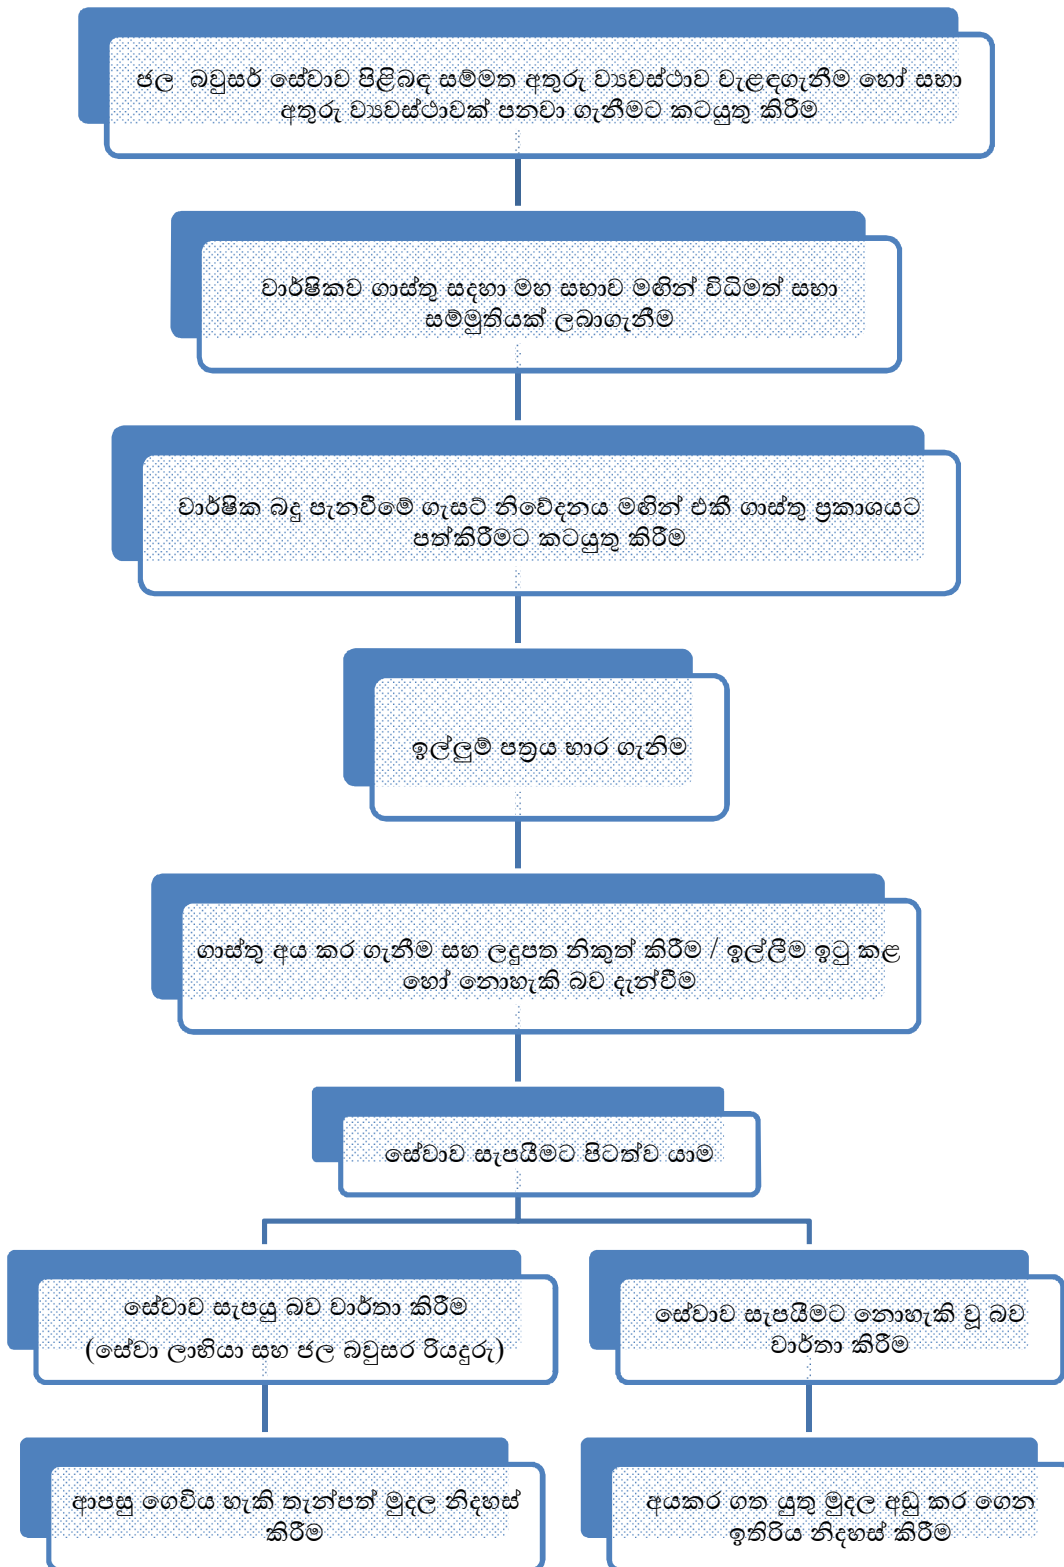 ජල බවුසර් සේවාව පිළිබඳ සම්මත අතුරු ව්‍යවස්ථාව වැළඳගැනීම හෝ සභා
අතුරු ව්‍යවස්ථාවක් පනවා ගැනීමට කටයුතු කිරීම
වාර්ෂිකව ගාස්තු සදහා මහ සභාව මඟින් විධිමත් සභා
සම්මුතියක් ලබාගැනීම
වාර්ෂික බදු පැනවීමේ ගැසට් නිවේදනය මඟින් එකී ගාස්තු ප්‍රකාශයට
පත්කිරීමට කටයුතු කිරීම
ඉල්ලුම් පත්‍රය භාර ගැනිම
ගාස්තු අය කර ගැනීම සහ ලදුපත නිකුත් කිරීම / ඉල්ලීම ඉටු කළ
හෝ නොහැකි බව දැන්වීම
සේවාව සැපයීමට පිටත්ව යාම
සේවාව සැපයු බව වාර්තා කිරීම
(සේවා ලාභියා සහ ජල බවුසර රියදුරු)
සේවාව සැපයීමට නොහැකි වූ බව
වාර්තා කිරීම
ආපසු ගෙවිය හැකි තැන්පත් මුදල නිදහස්
කිරීම
අයකර ගත යුතු මුදල අඩු කර ගෙන
ඉතිරිය නිදහස් කිරීම